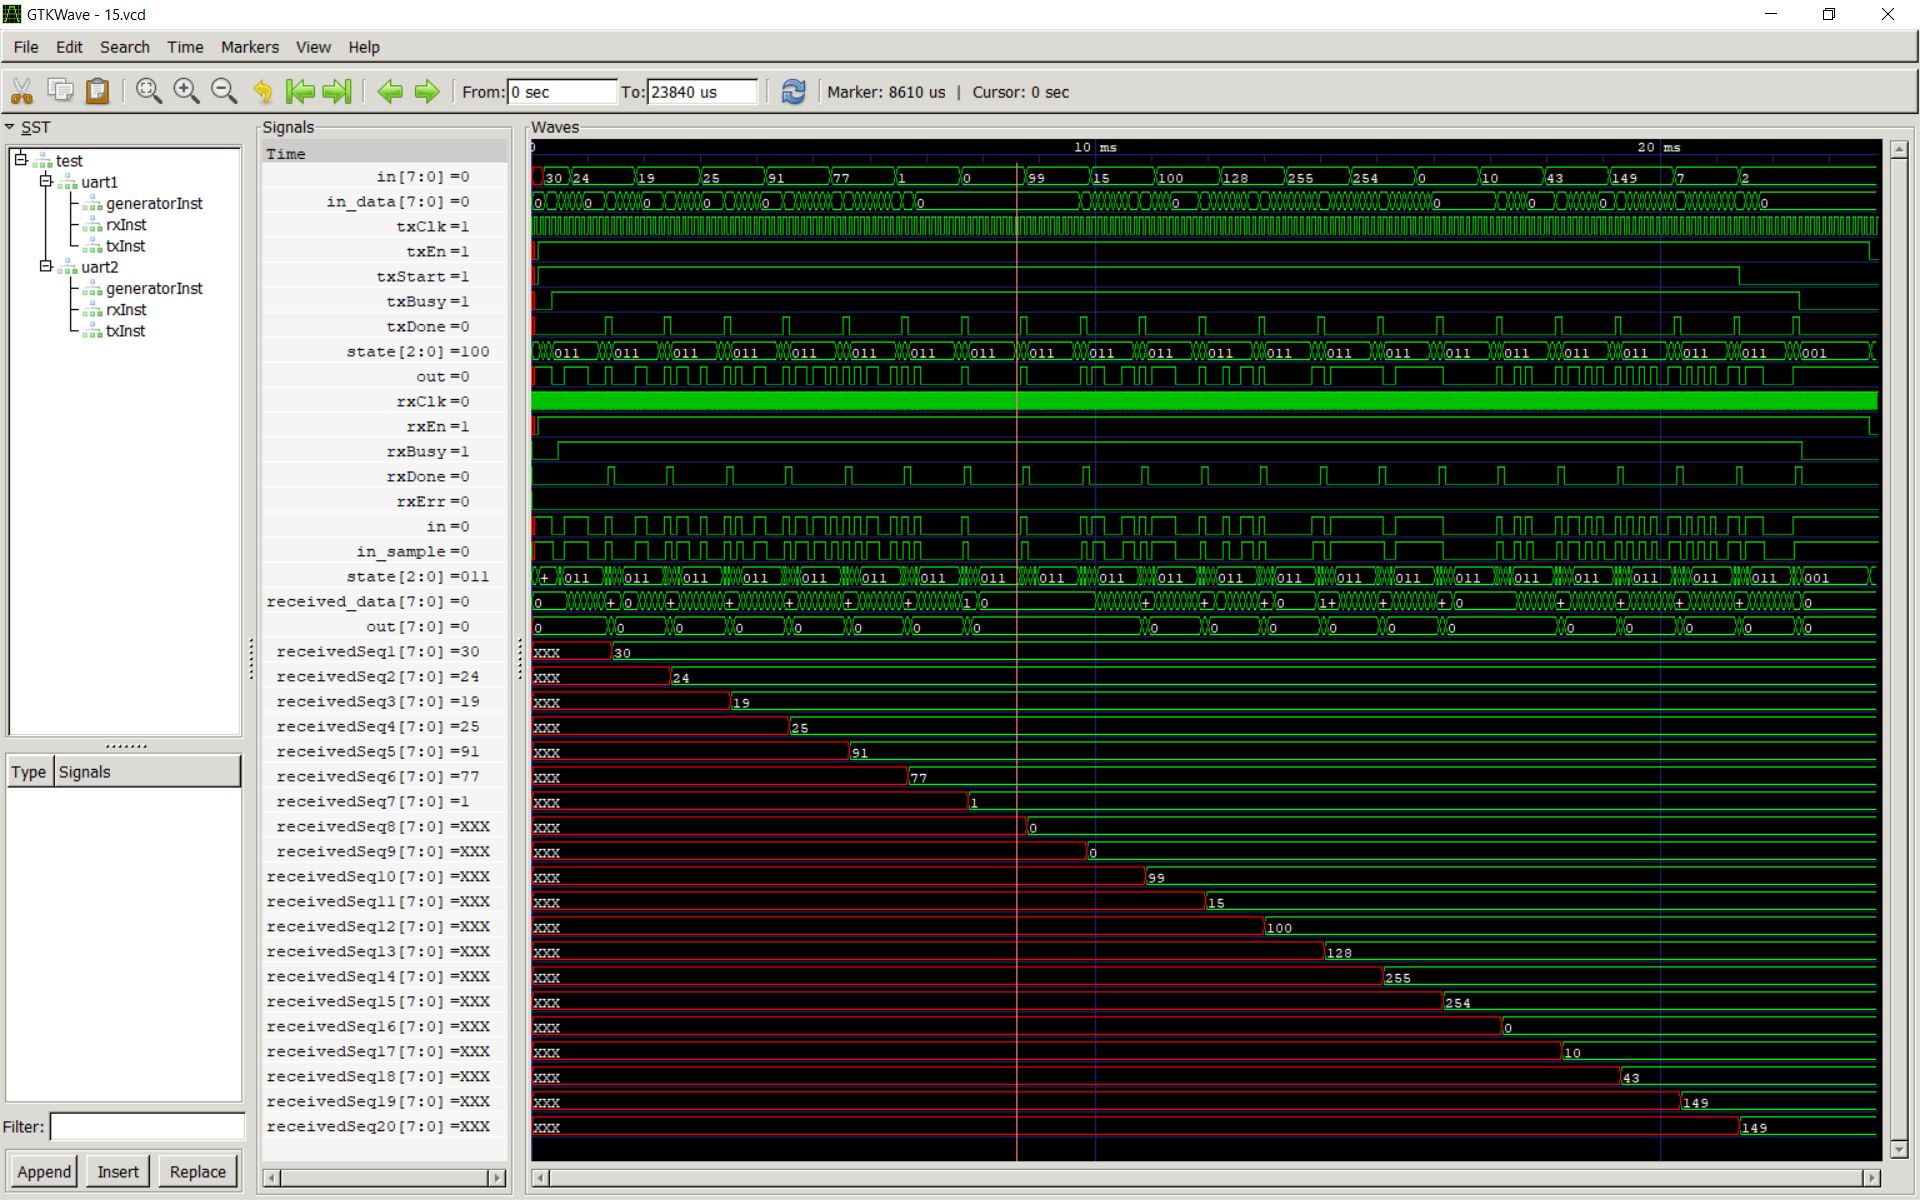 GTKWave - 15.vcd
File Edit Search Time Markers View Help
From: 0 sec To: 23840 us Marker: 8610 us | Cursor: 0 sec
SST
test
uart1
generatorInst
rxInst
txInst
uart2
generatorInst
rxInst
txInst
Type Signals
Filter:
Append Insert Replace
Signals
Time
in[7:0] =0
in_data[7:0] =0
txClk =1
txEn =1
txStart =1
txBusy =1
txDone =0
state[2:0] =100
out =0
rxClk =0
rxEn =1
rxBusy =1
rxDone =0
rxErr =0
in =0
in_sample =0
state[2:0] =011
received_data[7:0] =0
out[7:0] =0
receivedSeq1[7:0] =30
receivedSeq2[7:0] =24
receivedSeq3[7:0] =19
receivedSeq4[7:0] =25
receivedSeq5[7:0] =91
receivedSeq6[7:0] =77
receivedSeq7[7:0] =1
receivedSeq8[7:0] =XXX
receivedSeq9[7:0] =XXX
receivedSeq10[7:0] =XXX
receivedSeq11[7:0] =XXX
receivedSeq12[7:0] =XXX
receivedSeq13[7:0] =XXX
receivedSeq14[7:0] =XXX
receivedSeq15[7:0] =XXX
receivedSeq16[7:0] =XXX
receivedSeq17[7:0] =XXX
receivedSeq18[7:0] =XXX
receivedSeq19[7:0] =XXX
receivedSeq20[7:0] =XXX
Waves
0 10 ms 20 ms
30 24 19 25 91 77 1 0 99 15 100 128 255 254 0 10 43 149 7 2
0 0 0 0 0 0 0 0 0 0 0
011 011 011 011 011 011 011 011 011 011 011 011 011 011 011 011 011 011 011 011 001
+ 011 011 011 011 011 011 011 011 011 011 011 011 011 011 011 011 011 011 011 011 001
0 + 0 + + + + + 1 0 + + + 0 1+ + + 0 + + + + 0
0 0 0 0 0 0 0 0 0 0 0 0 0 0 0 0 0 0 0
XXX 30
XXX 24
XXX 19
XXX 25
XXX 91
XXX 77
XXX 1
XXX 0
XXX 0
XXX 99
XXX 15
XXX 100
XXX 128
XXX 255
XXX 254
XXX 0
XXX 10
XXX 43
XXX 149
XXX 149